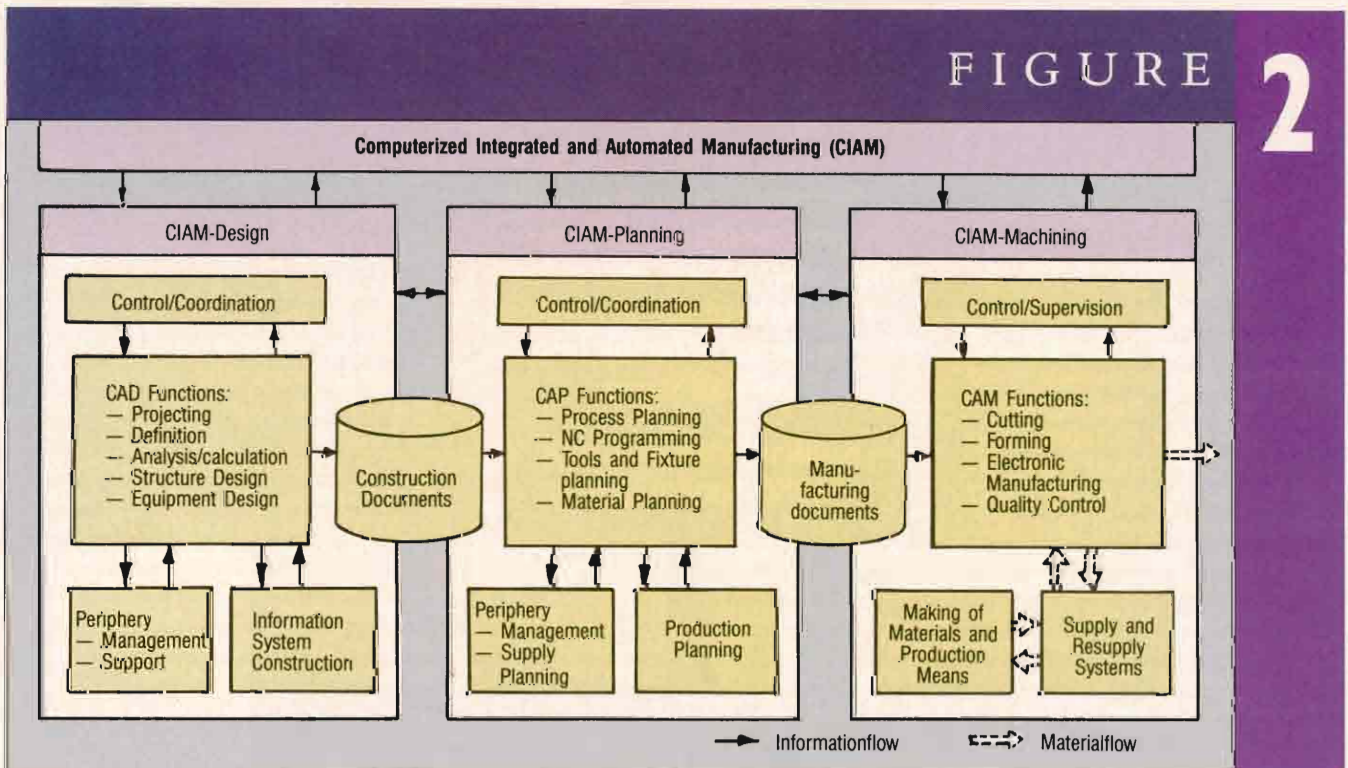 FIGURE 2
Computerized Integrated and Automated Manufacturing (CIAM)
CIAM-Design
Control/Coordination
CAD Functions:
— Projecting
— Definition
— Analysis/calculation
— Structure Design
— Equipment Design
Periphery
— Management
— Support
Information
System
Construction
Construction
Documents
CIAM-Planning
Control/Coordination
CAP Functions:
— Process Planning
— NC Programming
— Tools and Fixture
planning
— Material Planning
Periphery
— Management
— Supply
Planning
Production
Planning
Manu-
facturing
documents
CIAM-Machining
Control/Supervision
CAM Functions:
— Cutting
— Forming
— Electronic
Manufacturing
— Quality Control
Making of
Materials and
Production
Means
Supply and
Resupply
Systems
Informationflow
Materialflow